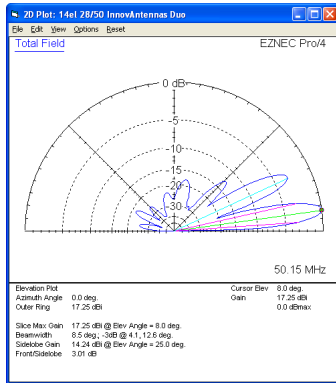 2D Plot: 14el 28/50 InnovAntennas Duo
File Edit View Options Reset
Total Field EZNEC Pro/4
0 dB
-5
-10
-15
-20
-30
50.15 MHz
Elevation Plot Cursor Elev 8.0 deg.
Azimuth Angle 0.0 deg. Gain 17.25 dBi
Outer Ring 17.25 dBi 0.0 dBmax
Slice Max Gain 17.25 dBi @ Elev Angle = 8.0 deg.
Beamwidth 8.5 deg.; -3dB @ 4.1, 12.6 deg.
Sidelobe Gain 14.24 dBi @ Elev Angle = 25.0 deg.
Front/Sidelobe 3.01 dB